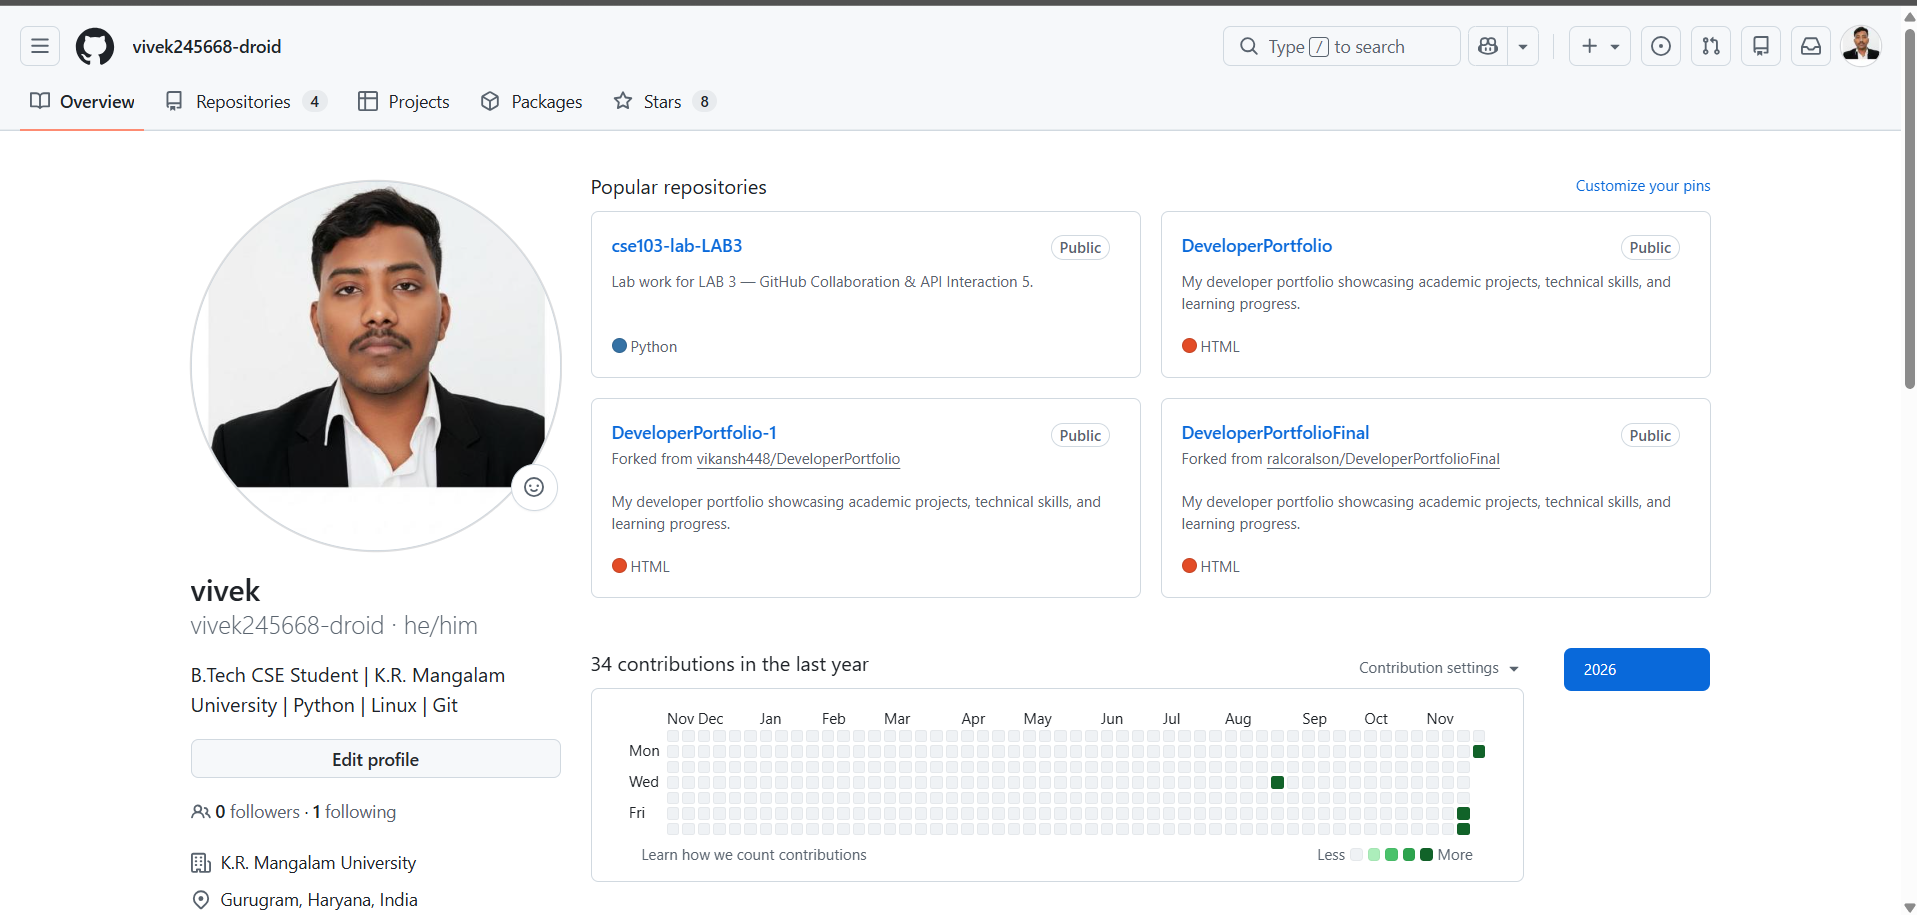 vivek245668-droid
Type / to search
Overview
Repositories 4
Projects
Packages
Stars 8
Popular repositories
Customize your pins
cse103-lab-LAB3
Public
Lab work for LAB 3 — GitHub Collaboration & API Interaction 5.
Python
DeveloperPortfolio
Public
My developer portfolio showcasing academic projects, technical skills, and
learning progress.
HTML
DeveloperPortfolio-1
Public
Forked from vikansh448/DeveloperPortfolio
My developer portfolio showcasing academic projects, technical skills, and
learning progress.
HTML
DeveloperPortfolioFinal
Public
Forked from ralcoralson/DeveloperPortfolioFinal
My developer portfolio showcasing academic projects, technical skills, and
learning progress.
HTML
vivek
vivek245668-droid · he/him
B.Tech CSE Student | K.R. Mangalam
University | Python | Linux | Git
Edit profile
0 followers · 1 following
K.R. Mangalam University
Gurugram, Haryana, India
34 contributions in the last year
Contribution settings
2026
Nov Dec Jan Feb Mar Apr May Jun Jul Aug Sep Oct Nov
Mon
Wed
Fri
Learn how we count contributions
Less More